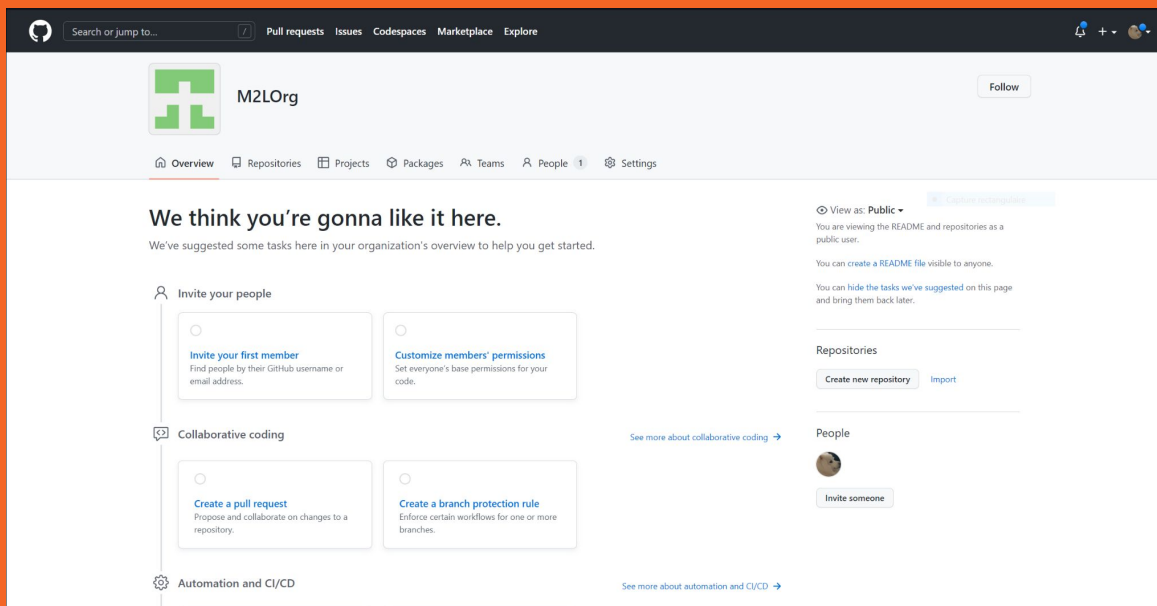 Search or jump to... /
Pull requests Issues Codespaces Marketplace Explore
M2LOrg
Follow
Overview Repositories Projects Packages Teams People 1 Settings
We think you're gonna like it here.
We've suggested some tasks here in your organization's overview to help you get started.
Invite your people
Invite your first member
Find people by their GitHub username or
email address.
Customize members' permissions
Set everyone's base permissions for your
code.
Collaborative coding
See more about collaborative coding →
Create a pull request
Propose and collaborate on changes to a
repository.
Create a branch protection rule
Enforce certain workflows for one or more
branches.
Automation and CI/CD
See more about automation and CI/CD →
View as: Public
You are viewing the README and repositories as a
public user.
You can create a README file visible to anyone.
You can hide the tasks we've suggested on this page
and bring them back later.
Repositories
Create new repository Import
People
Invite someone